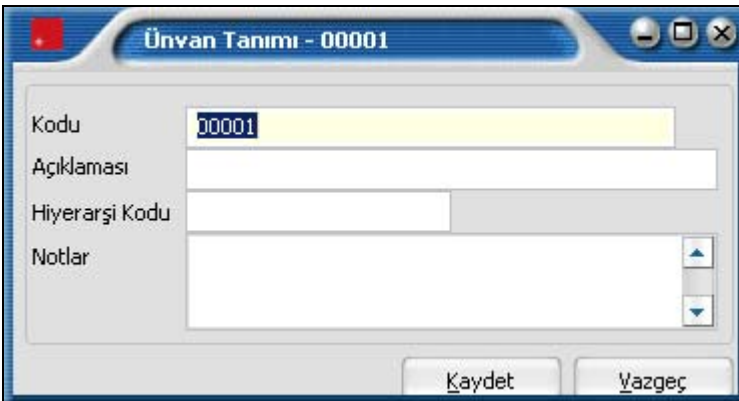 Ünvan Tanımı - 00001
Kodu 00001
Açıklaması
Hiyerarşi Kodu
Notlar
Kaydet Vazgeç